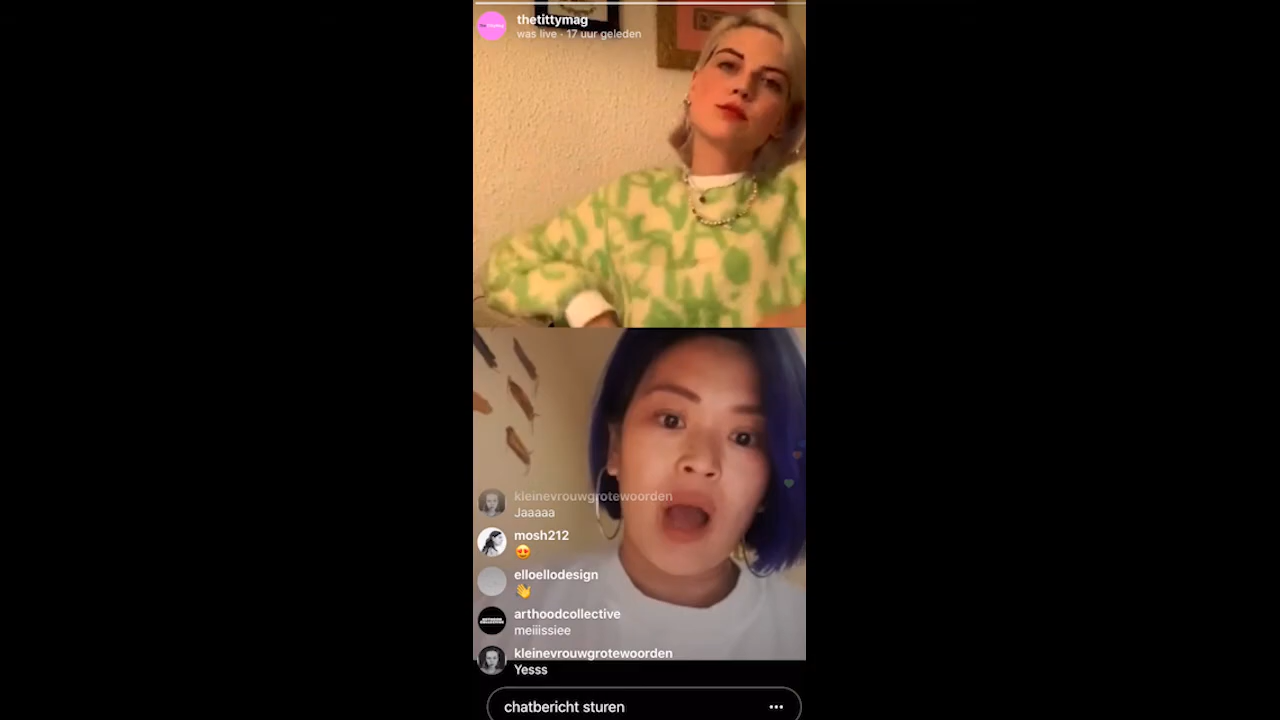 thetittymag
was live · 17 uur geleden
kleinevrouwgrotewoorden
Jaaaaa
mosh212
😍
elloellodesign
👋
arthoodcollective
meiiissiee
kleinevrouwgrotewoorden
Yesss
chatbericht sturen